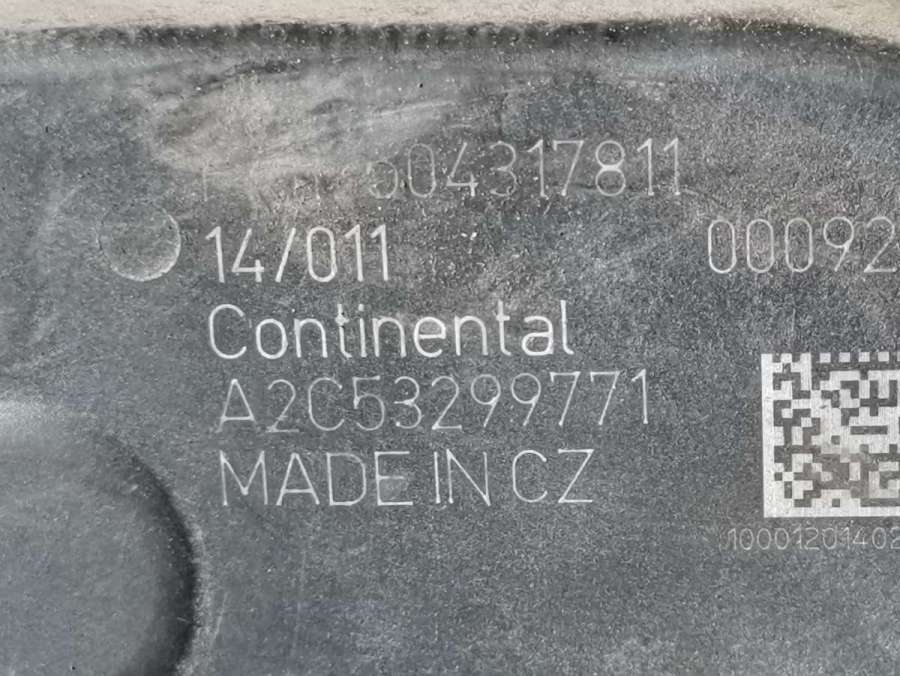 504317811
14/011
00092
Continental
A2C53299771
MADE IN CZ
10001201402